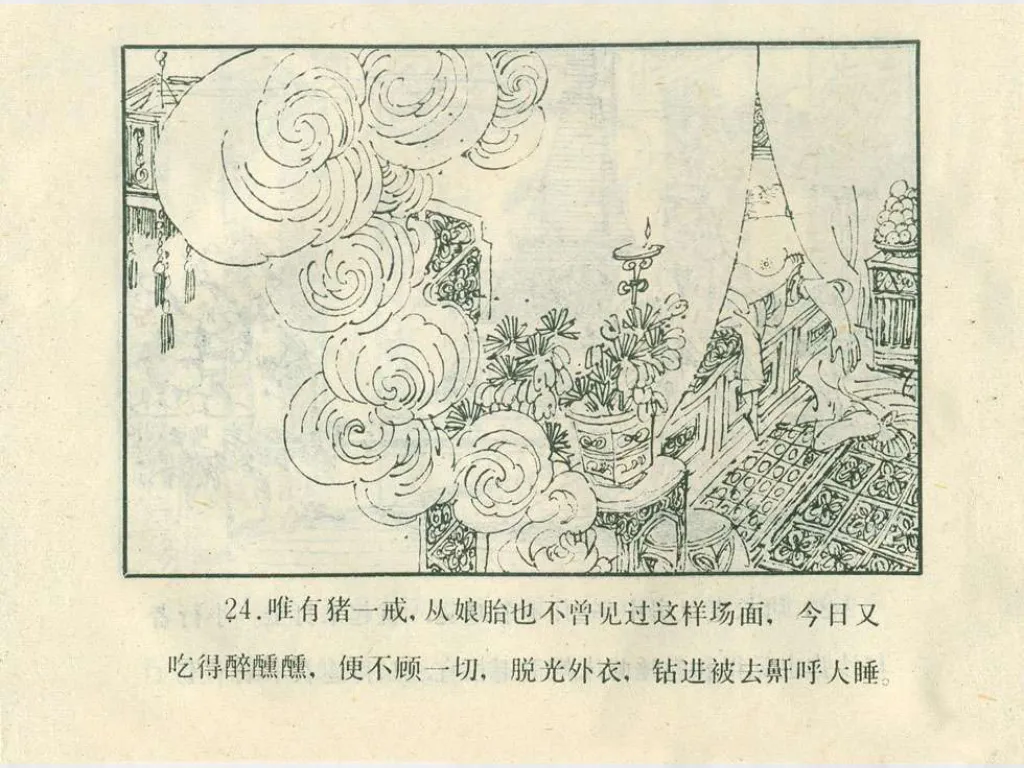 24.唯有猪一戒,从娘胎也不曾见过这样场面,今日又
吃得醉醺醺,便不顾一切,脱光外衣,钻进被去鼾呼大睡。